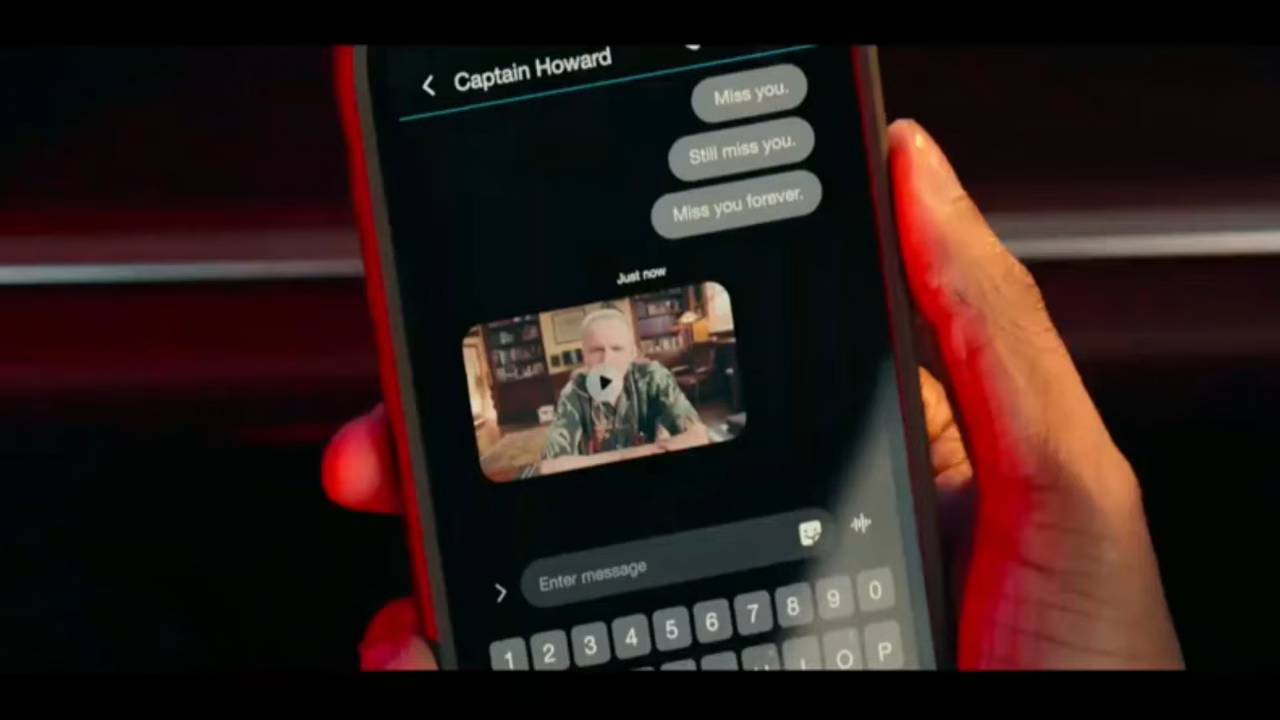 Captain Howard
Miss you.
Still miss you.
Miss you forever.
Just now
Enter message
1 2 3 4 5 6 7 8 9 0
O P